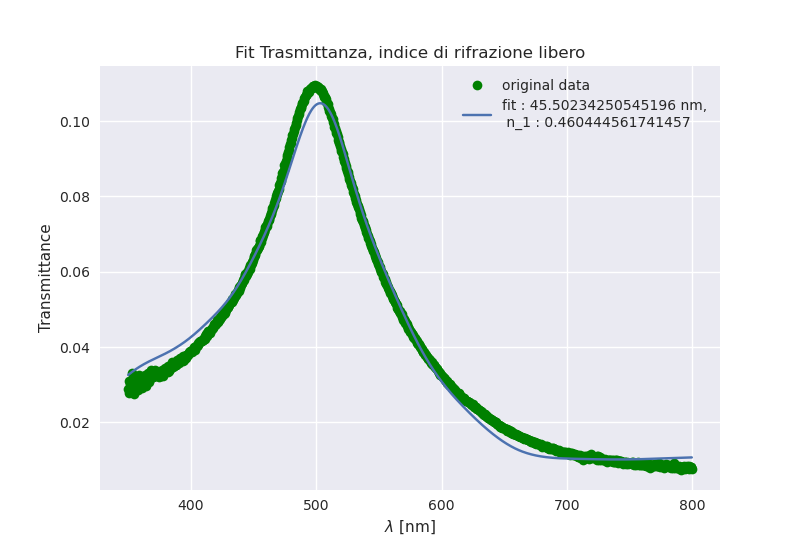 Fit Trasmittanza, indice di rifrazione libero
original data
fit : 45.50234250545196 nm,
n_1 : 0.460444561741457
Transmittance
0.10
0.08
0.06
0.04
0.02
400
500
600
700
800
λ [nm]